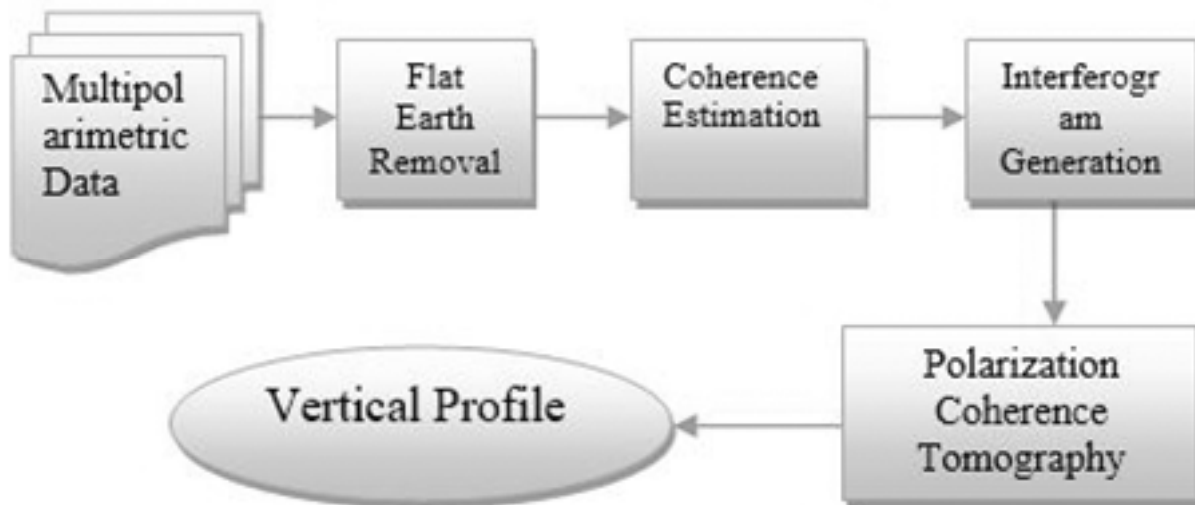 Multipol
arimetric
Data
Flat
Earth
Removal
Coherence
Estimation
Interferogr
am
Generation
Polarization
Coherence
Tomography
Vertical Profile